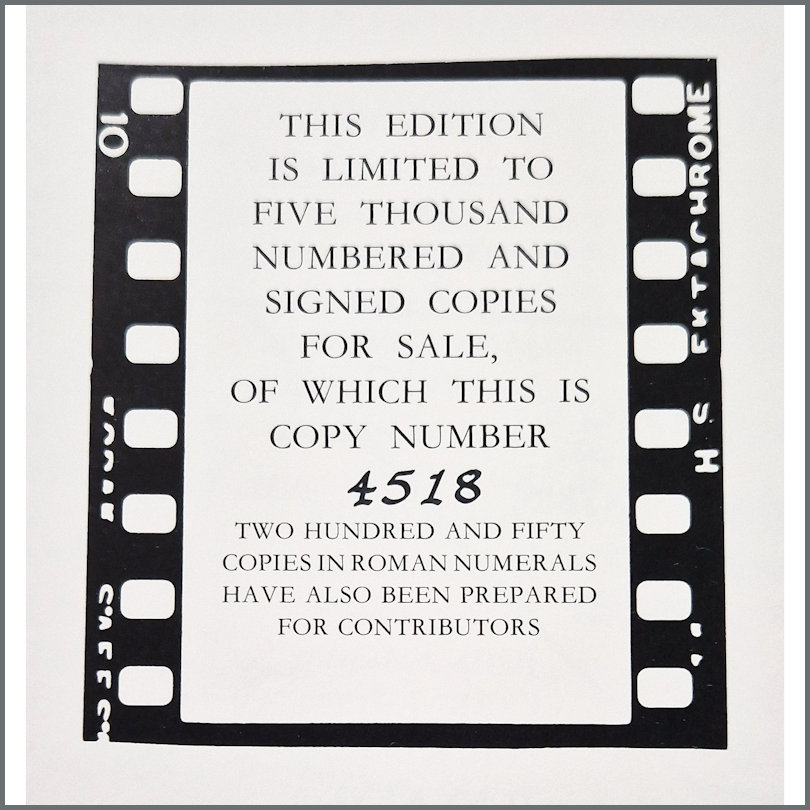 THIS EDITION
IS LIMITED TO
FIVE THOUSAND
NUMBERED AND
SIGNED COPIES
FOR SALE,
OF WHICH THIS IS
COPY NUMBER
4518
TWO HUNDRED AND FIFTY
COPIES IN ROMAN NUMERALS
HAVE ALSO BEEN PREPARED
FOR CONTRIBUTORS
10
HS EKTACHROME